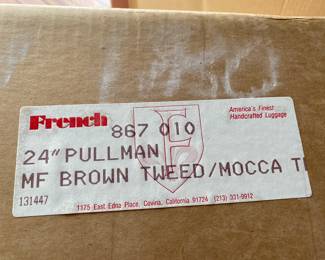 French
867 010
America's Finest
Handcrafted Luggage
24" PULLMAN
MF BROWN TWEED/MOCCA
131447
1175 East Edna Place, Covina, California 91724 (213) 331-9912